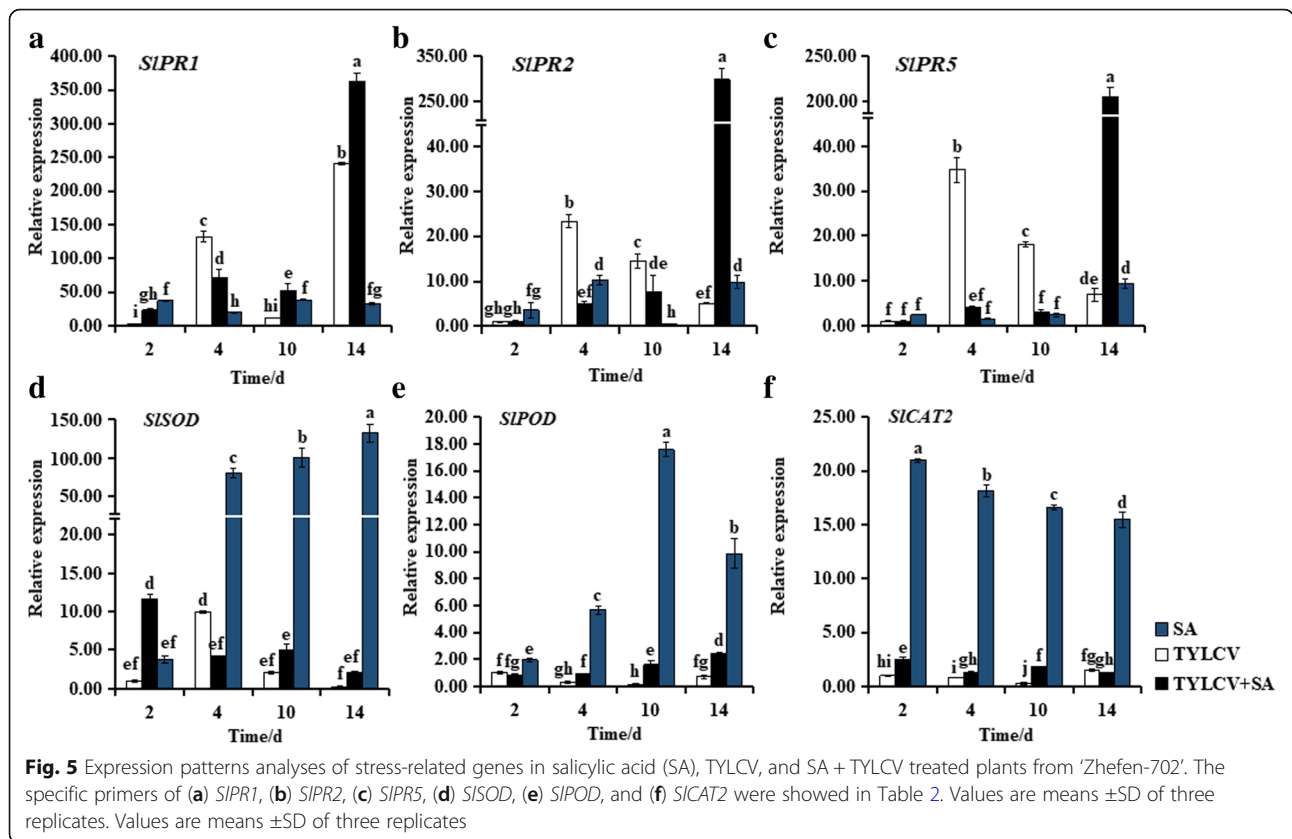 a
SlPR1
Relative expression
400.00
350.00
300.00
250.00
200.00
150.00
100.00
50.00
0.00
i gh f
c d h
hi e f
b a fg
2 4 10 14
Time/d
b
SlPR2
Relative expression
350.00
250.00
40.00
30.00
20.00
10.00
0.00
gh gh fg
b ef d
c de h
ef a d
2 4 10 14
Time/d
c
SlPR5
Relative expression
250.00
200.00
40.00
30.00
20.00
10.00
0.00
f f f
b ef f
c f f
de a d
2 4 10 14
Time/d
d
SlSOD
Relative expression
150.00
100.00
50.00
20.00
15.00
10.00
5.00
0.00
ef d ef
d ef c
ef e b
f ef a
2 4 10 14
Time/d
e
SlPOD
Relative expression
20.00
18.00
16.00
14.00
12.00
10.00
8.00
6.00
4.00
2.00
0.00
f fg e
gh f c
h e a
fg d b
2 4 10 14
Time/d
f
SlCAT2
Relative expression
25.00
20.00
15.00
10.00
5.00
0.00
hi e a
i gh b
j f c
fg gh d
2 4 10 14
Time/d
SA
TYLCV
TYLCV+SA
Fig. 5 Expression patterns analyses of stress-related genes in salicylic acid (SA), TYLCV, and SA + TYLCV treated plants from ‘Zhefen-702’. The
specific primers of (a) SlPR1, (b) SlPR2, (c) SlPR5, (d) SlSOD, (e) SlPOD, and (f) SlCAT2 were showed in Table 2. Values are means ±SD of three
replicates. Values are means ±SD of three replicates